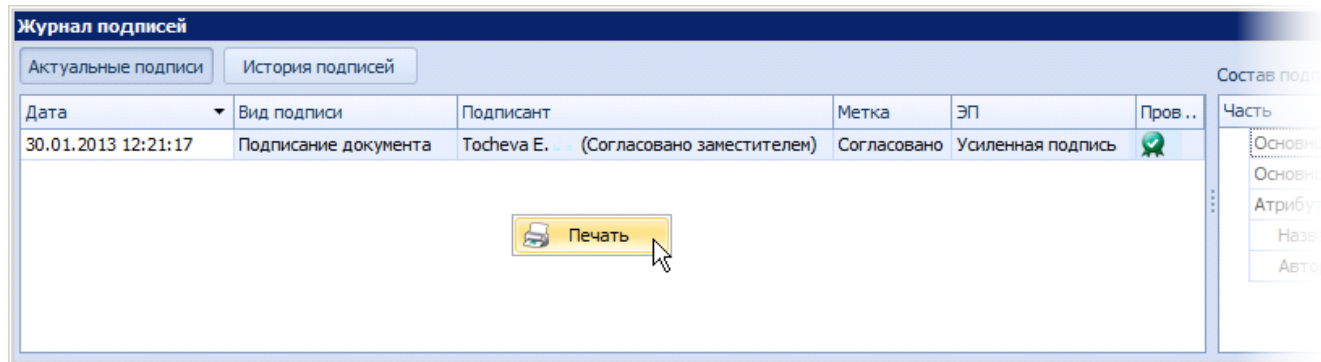 Журнал подписей
Актуальные подписи История подписей
Состав
Дата Вид подписи Подписант Метка ЭП Пров .. Часть
30.01.2013 12:21:17 Подписание документа Tocheva E. (Согласовано заместителем) Согласовано Усиленная подпись
Печать